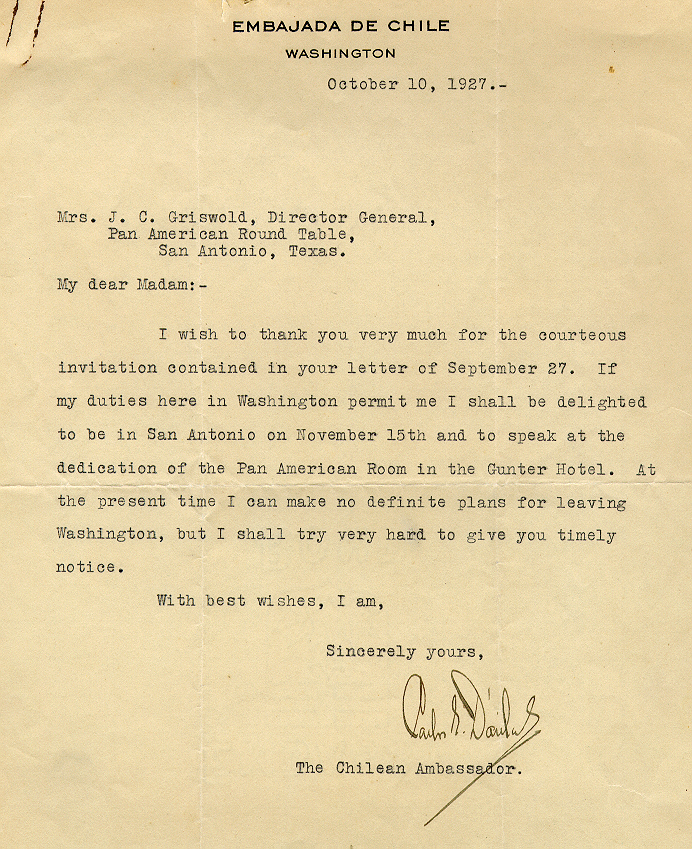 EMBAJADA DE CHILE
WASHINGTON
October 10, 1927.-
Mrs. J. C. Griswold, Director General,
Pan American Round Table,
San Antonio, Texas.
My dear Madam:-
I wish to thank you very much for the courteous
invitation contained in your letter of September 27. If
my duties here in Washington permit me I shall be delighted
to be in San Antonio on November 15th and to speak at the
dedication of the Pan American Room in the Gunter Hotel. At
the present time I can make no definite plans for leaving
Washington, but I shall try very hard to give you timely
notice.
With best wishes, I am,
Sincerely yours,
Carlos G. Dávila
The Chilean Ambassador.